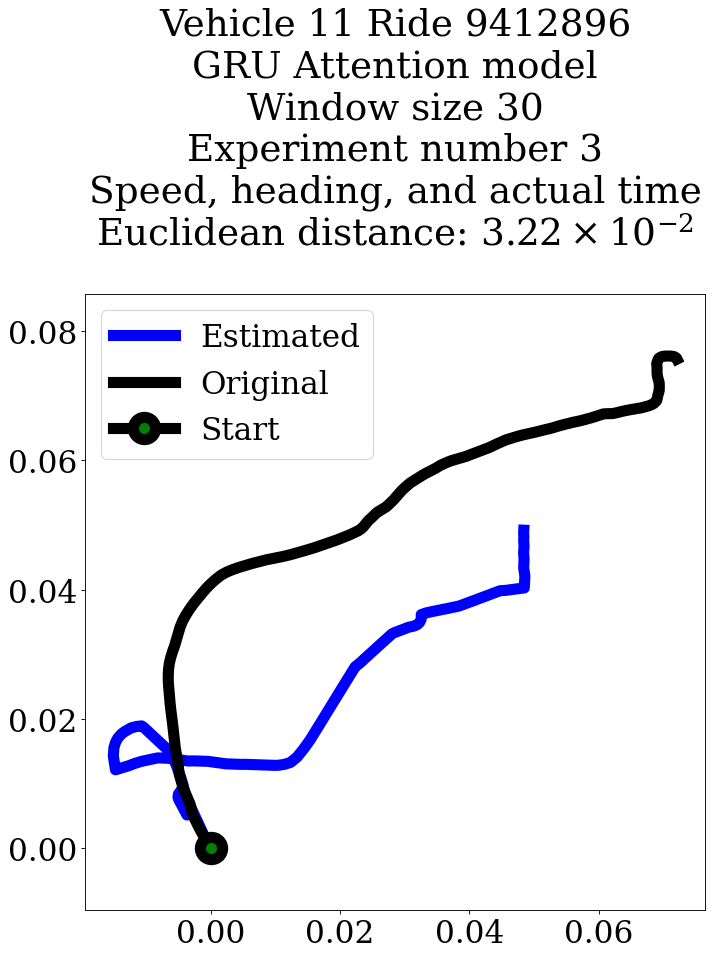 Vehicle 11 Ride 9412896
GRU Attention model
Window size 30
Experiment number 3
Speed, heading, and actual time
Euclidean distance: 3.22 × 10⁻²
Estimated
Original
Start
0.08
0.06
0.04
0.02
0.00
0.00 0.02 0.04 0.06